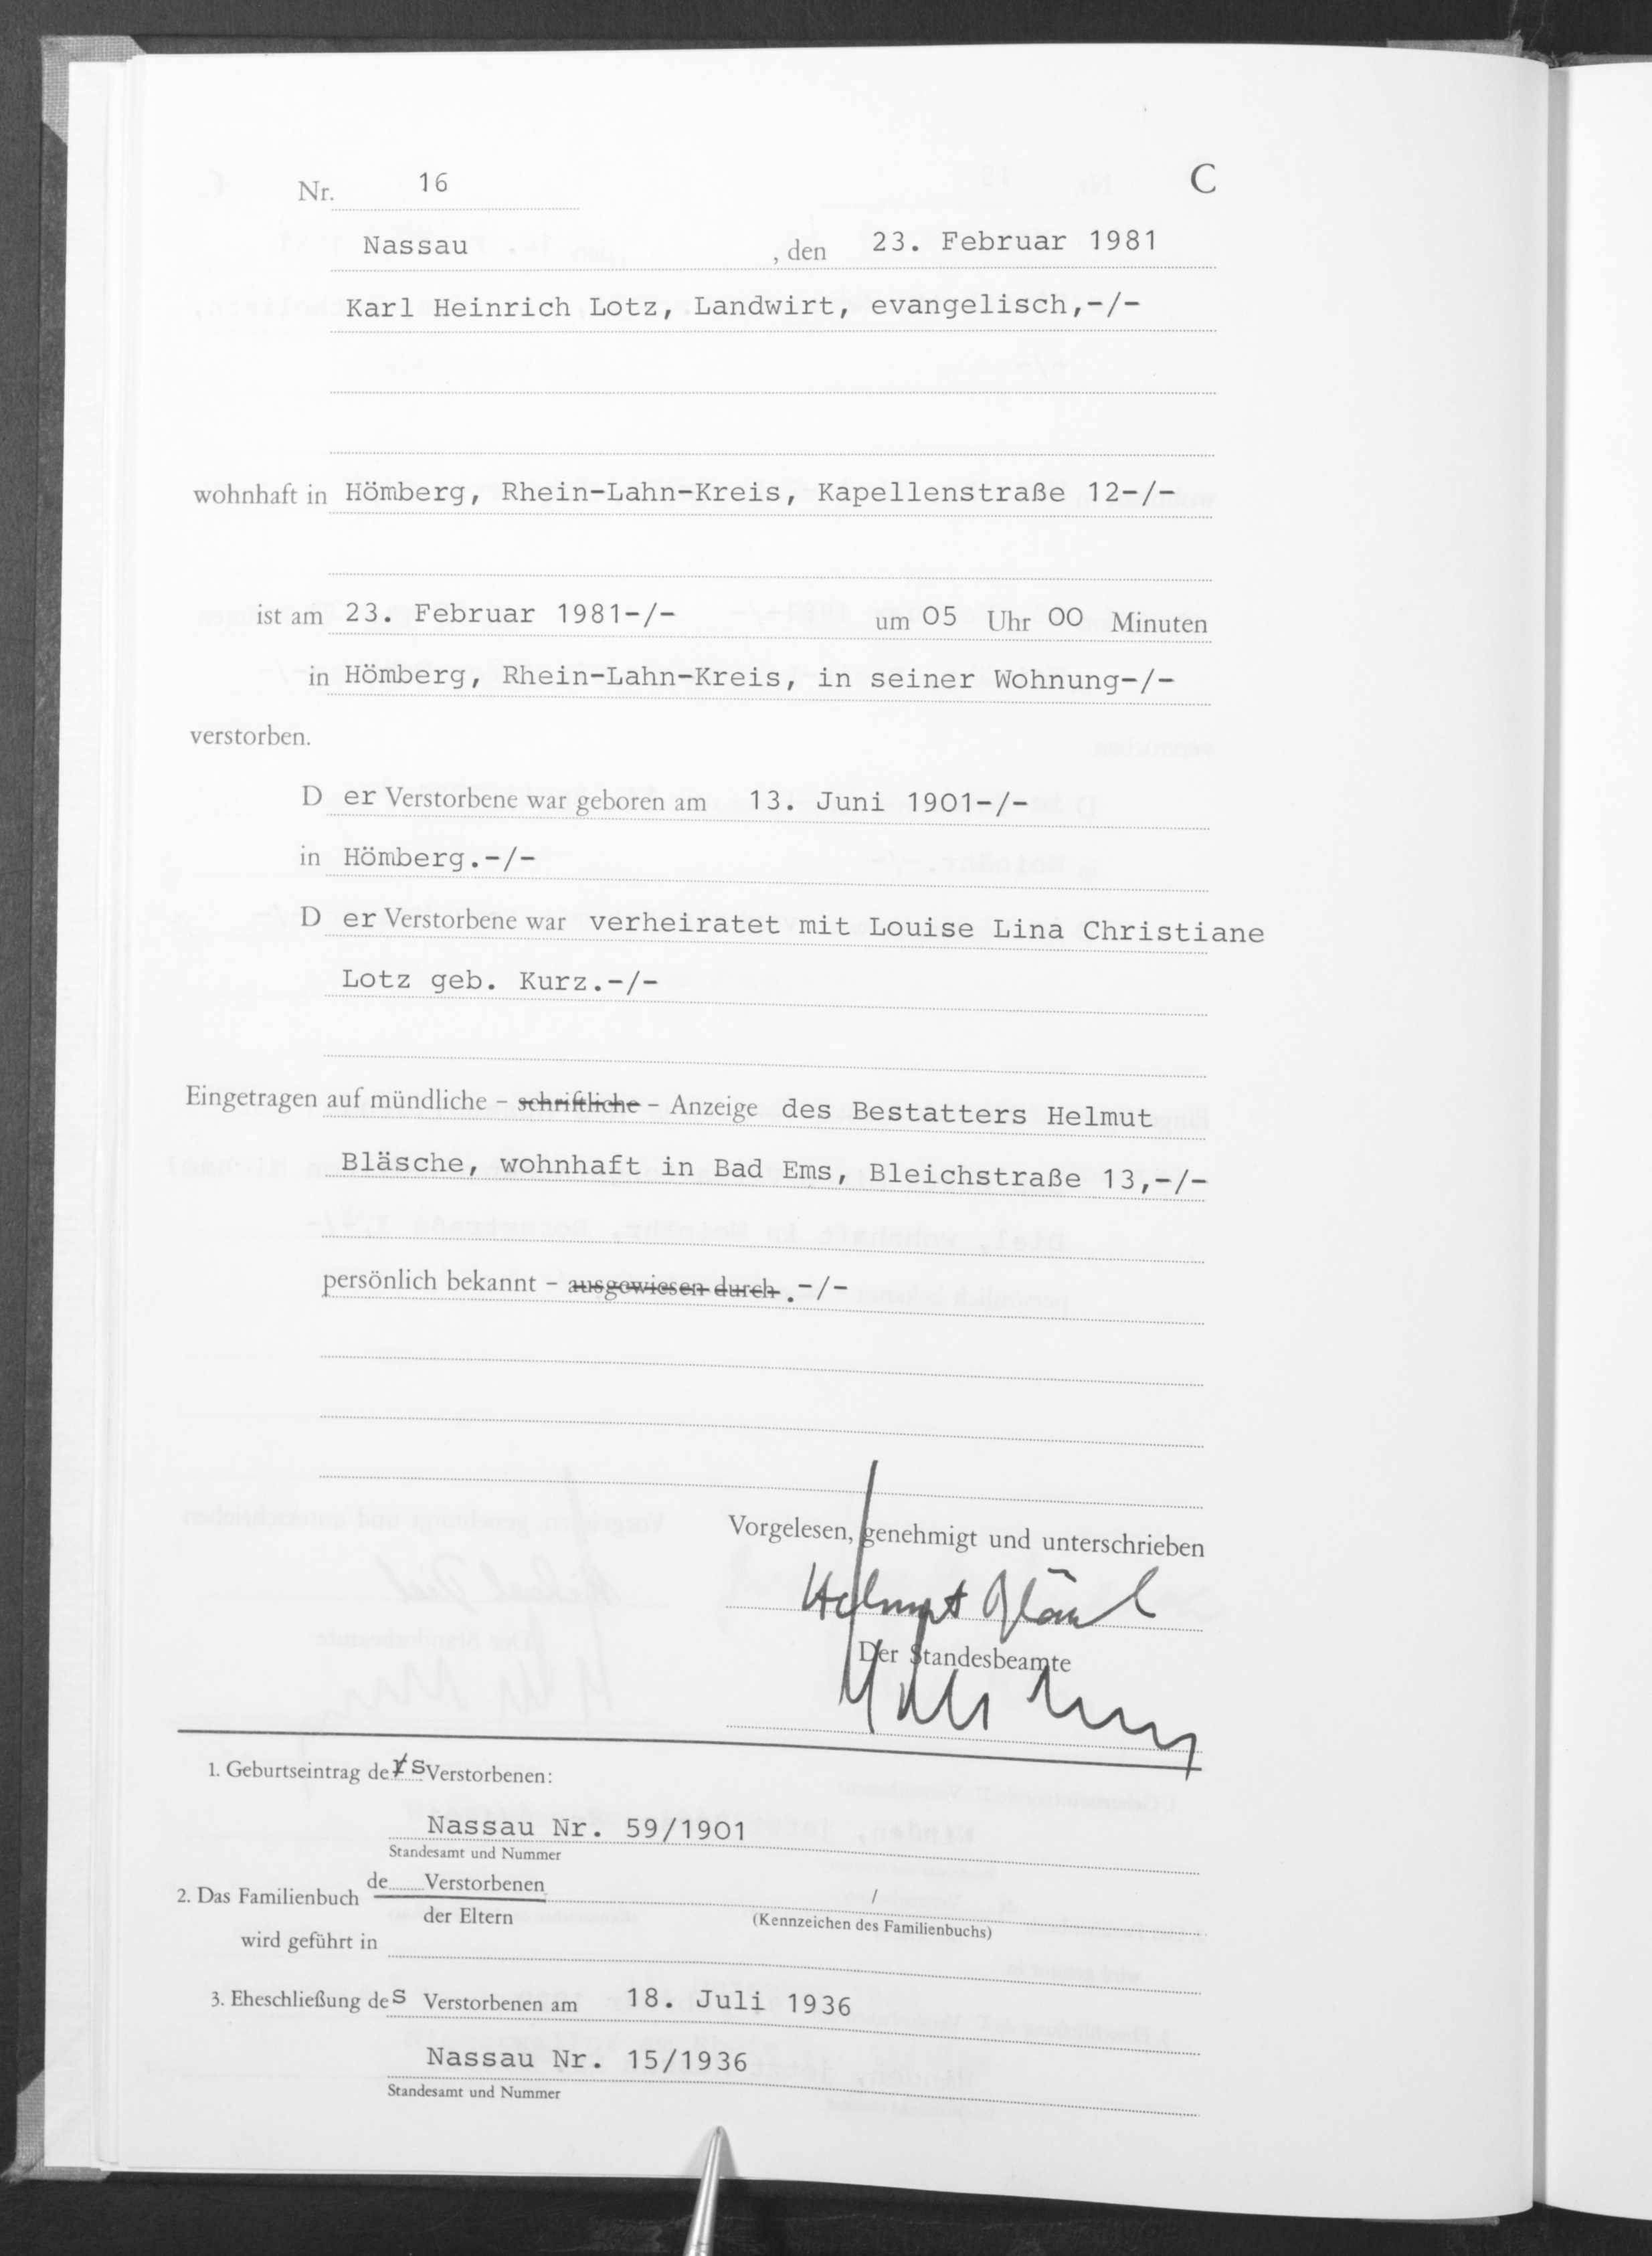 Nr. 16 C
Nassau , den 23. Februar 1981
Karl Heinrich Lotz, Landwirt, evangelisch,-/-
wohnhaft in Hömberg, Rhein-Lahn-Kreis, Kapellenstraße 12-/-
ist am 23. Februar 1981-/- um 05 Uhr 00 Minuten
in Hömberg, Rhein-Lahn-Kreis, in seiner Wohnung-/-
verstorben.
D er Verstorbene war geboren am 13. Juni 1901-/-
in Hömberg.-/-
D er Verstorbene war verheiratet mit Louise Lina Christiane
Lotz geb. Kurz.-/-
Eingetragen auf mündliche - schriftliche - Anzeige des Bestatters Helmut
Bläsche, wohnhaft in Bad Ems, Bleichstraße 13,-/-
persönlich bekannt - ausgewiesen durch.-/-
Vorgelesen, genehmigt und unterschrieben
Helmut
Der Standesbeamte
1. Geburtseintrag des Verstorbenen:
Nassau Nr. 59/1901
Standesamt und Nummer
de Verstorbenen
2. Das Familienbuch /
der Eltern (Kennzeichen des Familienbuchs)
wird geführt in
3. Eheschließung des Verstorbenen am 18. Juli 1936
Nassau Nr. 15/1936
Standesamt und Nummer